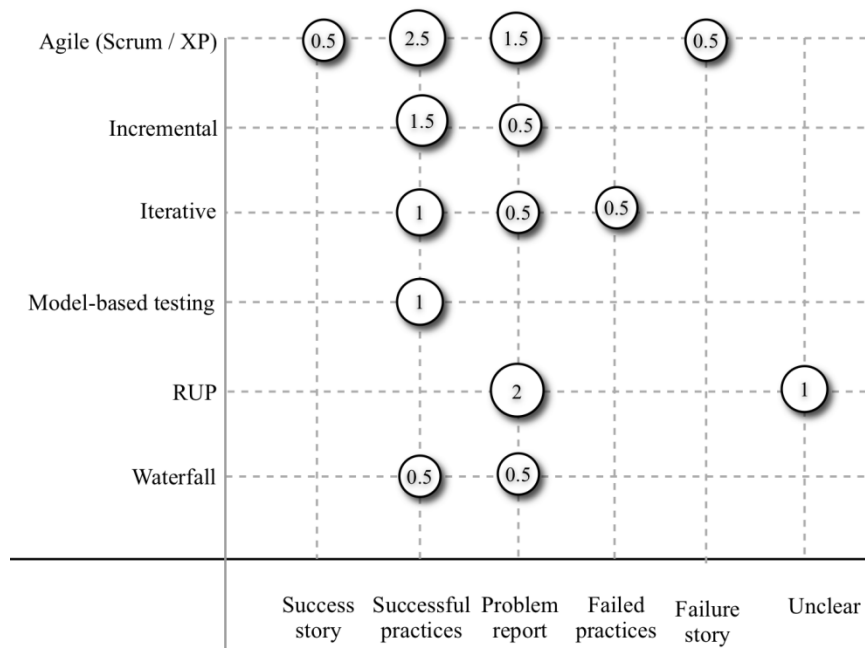 Agile (Scrum / XP) 0.5 2.5 1.5 0.5
Incremental 1.5 0.5
Iterative 1 0.5 0.5
Model-based testing 1
RUP 2 1
Waterfall 0.5 0.5
Success Successful Problem Failed Failure Unclear
story practices report practices story